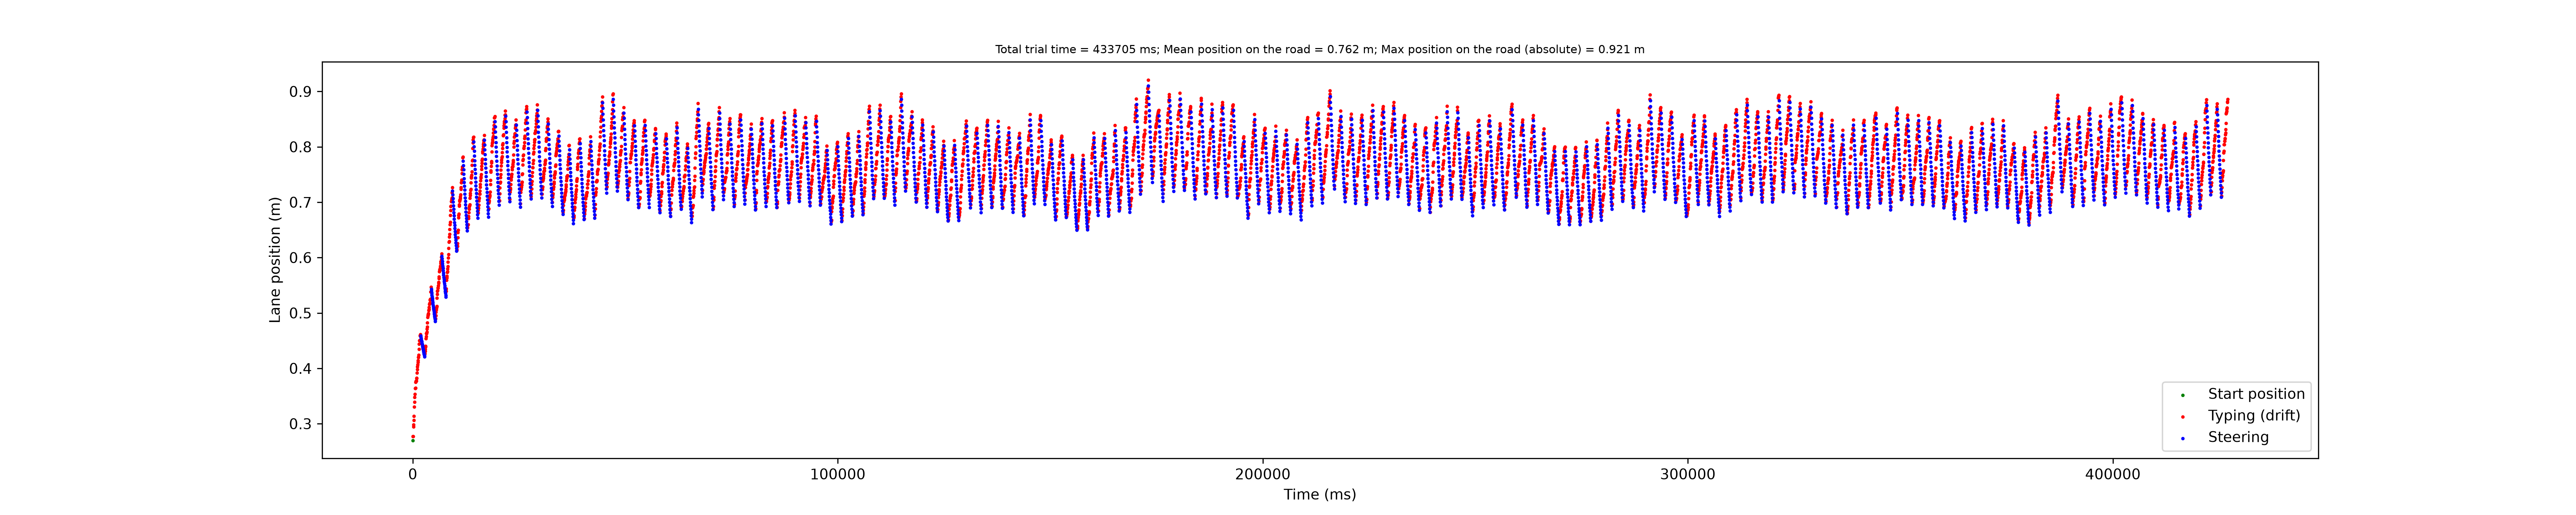 Total trial time = 433705 ms; Mean position on the road = 0.762 m; Max position on the road (absolute) = 0.921 m
Lane position (m)
0.9
0.8
0.7
0.6
0.5
0.4
0.3
Start position
Typing (drift)
Steering
0 100000 200000 300000 400000
Time (ms)